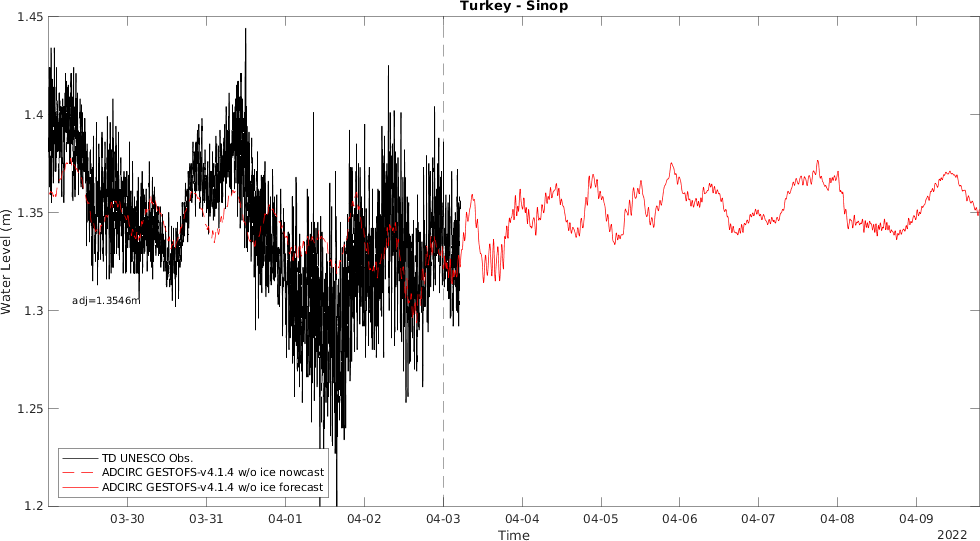 Turkey - Sinop
1.45
1.4
1.35
1.3
1.25
1.2
Water Level (m)
adj=1.3546m
TD UNESCO Obs.
ADCIRC GESTOFS-v4.1.4 w/o ice nowcast
ADCIRC GESTOFS-v4.1.4 w/o ice forecast
03-30 03-31 04-01 04-02 04-03 04-04 04-05 04-06 04-07 04-08 04-09
Time
2022